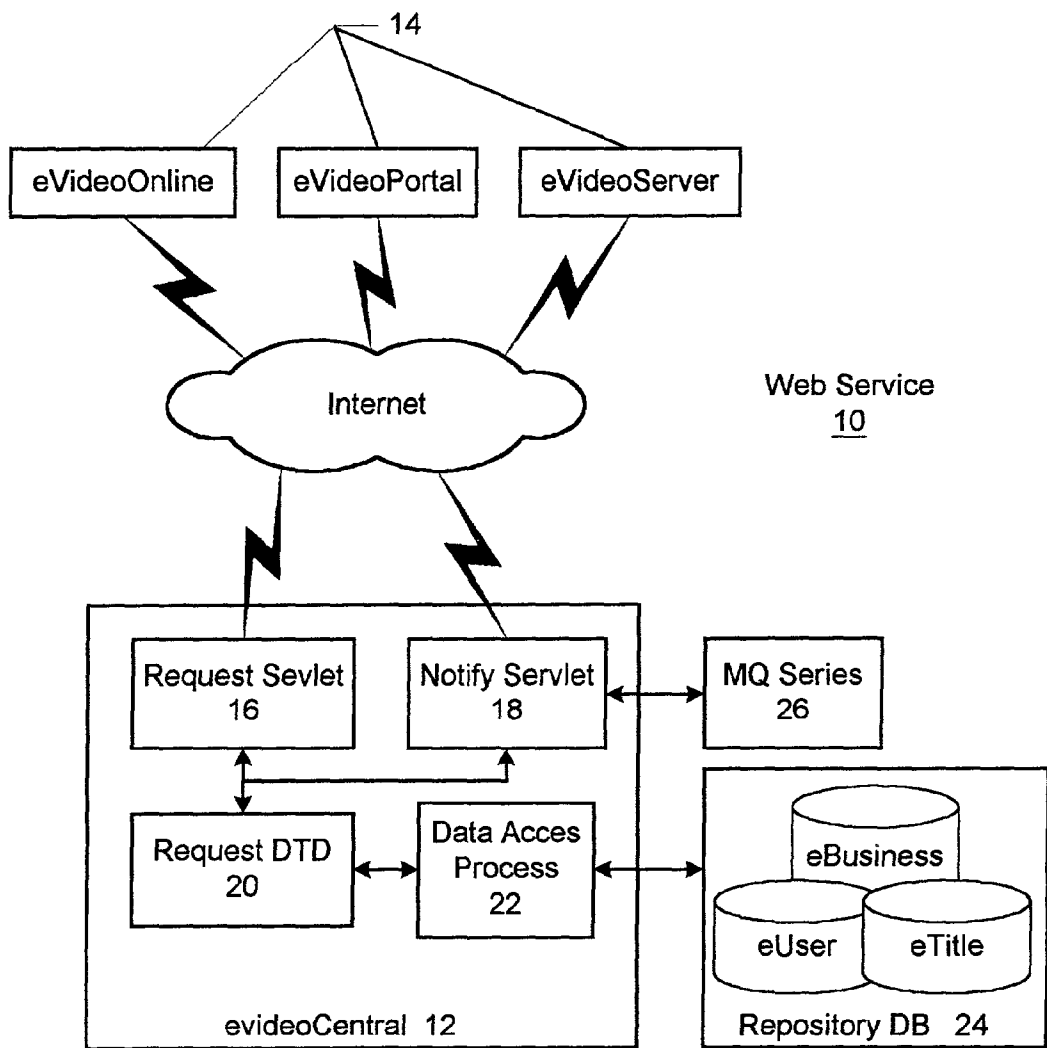 14
eVideoOnline
eVideoPortal
eVideoServer
Internet
Web Service
10
Request Sevlet
16
Notify Servlet
18
MQ Series
26
Request DTD
20
Data Acces
Process
22
eBusiness
eUser
eTitle
evideoCentral 12
Repository DB 24